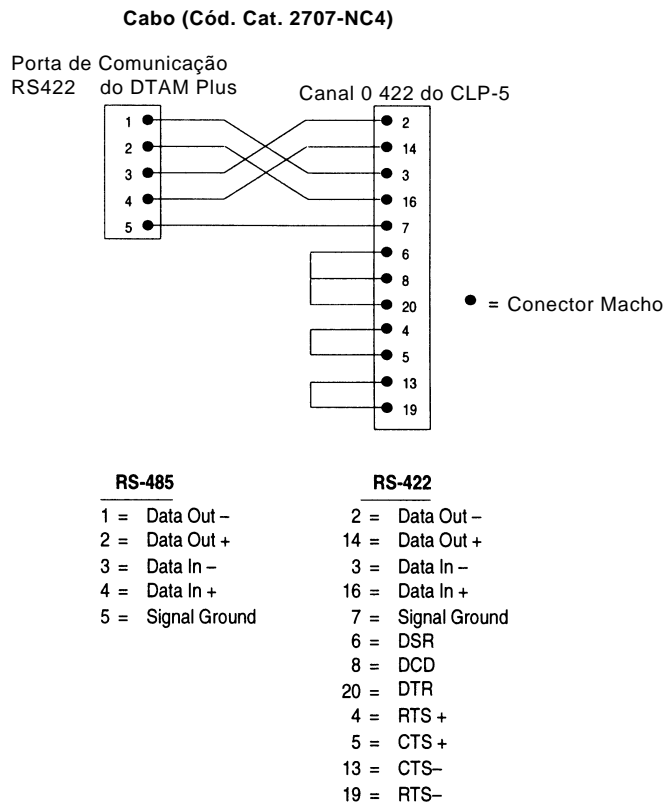 Cabo (Cód. Cat. 2707-NC4)
Porta de Comunicação
RS422 do DTAM Plus
Canal 0 422 do CLP-5
1
2
3
4
5
2
14
3
16
7
6
8
20
4
5
13
19
= Conector Macho
RS-485
1 = Data Out –
2 = Data Out +
3 = Data In –
4 = Data In +
5 = Signal Ground
RS-422
2 = Data Out –
14 = Data Out +
3 = Data In –
16 = Data In +
7 = Signal Ground
6 = DSR
8 = DCD
20 = DTR
4 = RTS +
5 = CTS +
13 = CTS–
19 = RTS–